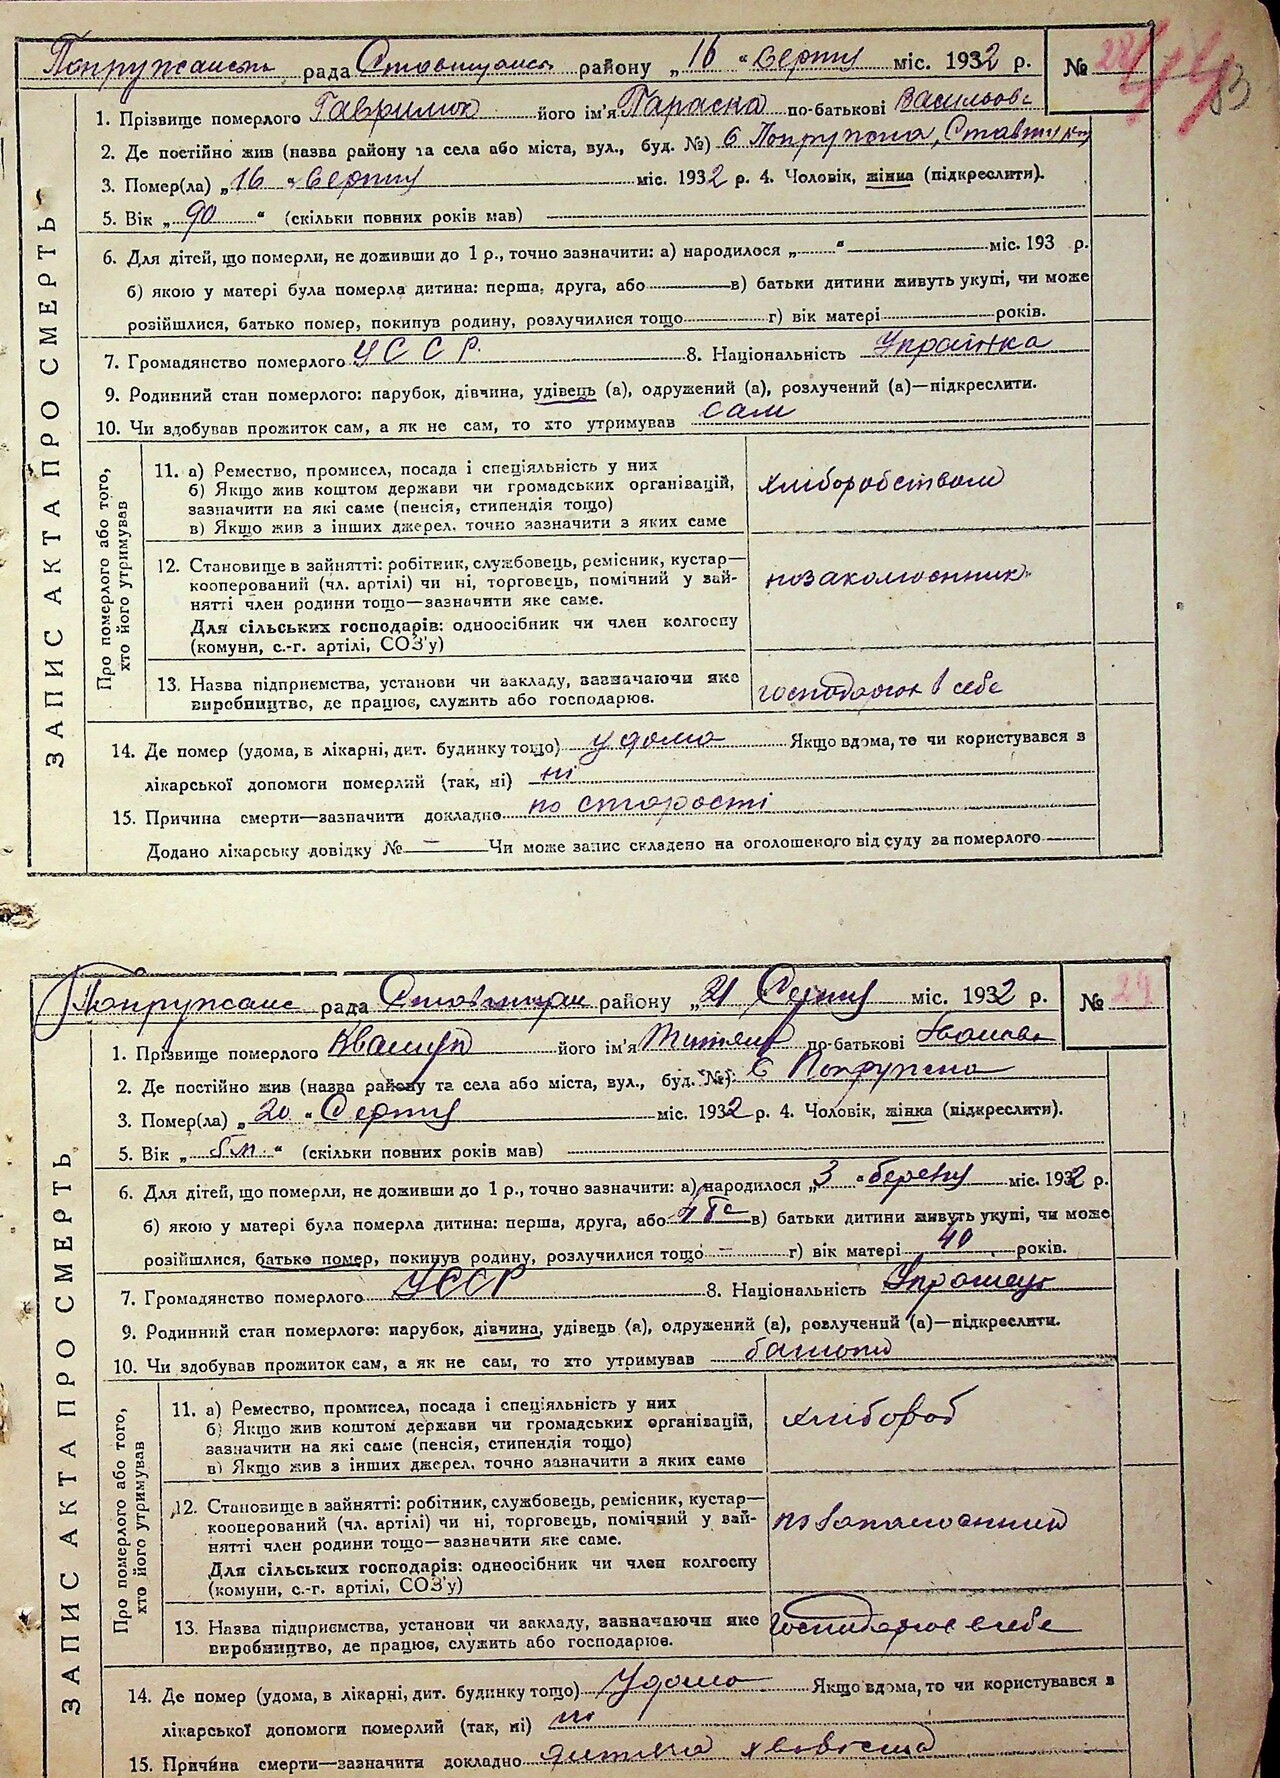 Попружанська рада Ставищанськ району „16“ серпня міс. 1932 р. № 28
83
1. Прізвище померлого Гаврилюк його ім'я Параска по-батькові Василівс
2. Де постійно жив (назва району та села або міста, вул., буд. №) с Попружна, Ставищан
3. Помер(ла) „16“ серпня міс. 1932 р. 4. Чоловік, жінка (підкреслити).
5. Вік „90“ (скільки повних років мав)
6. Для дітей, що померли, не доживши до 1 р., точно зазначити: а) народилося „ “ міс. 193 р.
б) якою у матері була померла дитина: перша, друга, або в) батьки дитини живуть укупі, чи може
розійшлися, батько помер, покинув родину, розлучилися тощо г) вік матері років.
7. Громадянство померлого УССР. 8. Національність Українка
9. Родинний стан померлого: парубок, дівчина, удівець (а), одружений (а), розлучений (а)—підкреслити.
10. Чи здобував прожиток сам, а як не сам, то хто утримував сам
ЗАПИС АКТА ПРО СМЕРТЬ
Про померлого або того, хто його утримував
11. а) Ремество, промисел, посада і спеціяльність у них
б) Якщо жив коштом держави чи громадських організацій,
зазначити на які саме (пенсія, стипендія тощо)
в) Якщо жив з інших джерел, точно зазначити з яких саме
хліборобством
12. Становище в зайнятті: робітник, службовець, ремісник, кустар—
кооперований (чл. артілі) чи ні, торговець, помічний у зай-
нятті член родини тощо—зазначити яке саме.
Для сільських господарів: одноосібник чи член колгоспу
(комуни, с.-г. артілі, СОЗ'у)
13. Назва підприємства, установи чи закладу, зазначаючи яке
виробництво, де працює, служить або господарює.
в себе
14. Де помер (удома, в лікарні, дит. будинку тощо) удома Якщо вдома, то чи користувався з
лікарської допомоги померлий (так, ні) ні
15. Причина смерти—зазначити докладно по старості
Додано лікарську довідку № — Чи може запис складено на оголошеного від суду за померлого
Попружанс рада Ставищан району „21 Серпня міс. 1932 р. № 29
1. Прізвище померлого його ім'я по-батькові Іванівн
2. Де постійно жив (назва району та села або міста, вул., буд. №) С Попружна
3. Помер(ла) „20“ Серпня міс. 1932 р. 4. Чоловік, жінка (підкреслити).
5. Вік „5 м.“ (скільки повних років мав)
6. Для дітей, що померли, не доживши до 1 р., точно зазначити: а) народилося „3“ березня міс. 1932 р.
б) якою у матері була померла дитина: перша, друга, або в) батьки дитини живуть укупі, чи може
розійшлися, батько помер, покинув родину, розлучилися тощо — г) вік матері 40 років.
7. Громадянство померлого УССР 8. Національність
9. Родинний стан померлого: парубок, дівчина, удівець (а), одружений (а), розлучений (а)—підкреслити.
10. Чи здобував прожиток сам, а як не сам, то хто утримував
ЗАПИС АКТА ПРО СМЕРТЬ
Про померлого або того, хто його утримував
11. а) Ремество, промисел, посада і спеціяльність у них
б) Якщо жив коштом держави чи громадських організацій,
зазначити на які саме (пенсія, стипендія тощо)
в) Якщо жив з інших джерел, точно зазначити з яких саме
хлібороб
12. Становище в зайнятті: робітник, службовець, ремісник, кустар—
кооперований (чл. артілі) чи ні, торговець, помічний у зай-
нятті член родини тощо—зазначити яке саме.
Для сільських господарів: одноосібник чи член колгоспу
(комуни, с.-г. артілі, СОЗ'у)
13. Назва підприємства, установи чи закладу, зазначаючи яке
виробництво, де працює, служить або господарює.
Господарює в себе
14. Де помер (удома, в лікарні, дит. будинку тощо) Удома Якщо вдома, то чи користувався з
лікарської допомоги померлий (так, ні) ні
15. Причина смерти—зазначити докладно дитяча хвороба